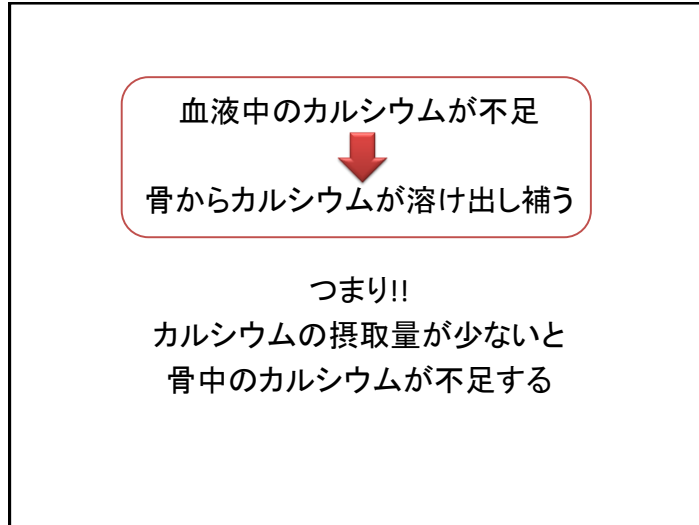 血液中のカルシウムが不足
骨からカルシウムが溶け出し補う
つまり!!
カルシウムの摂取量が少ないと
骨中のカルシウムが不足する